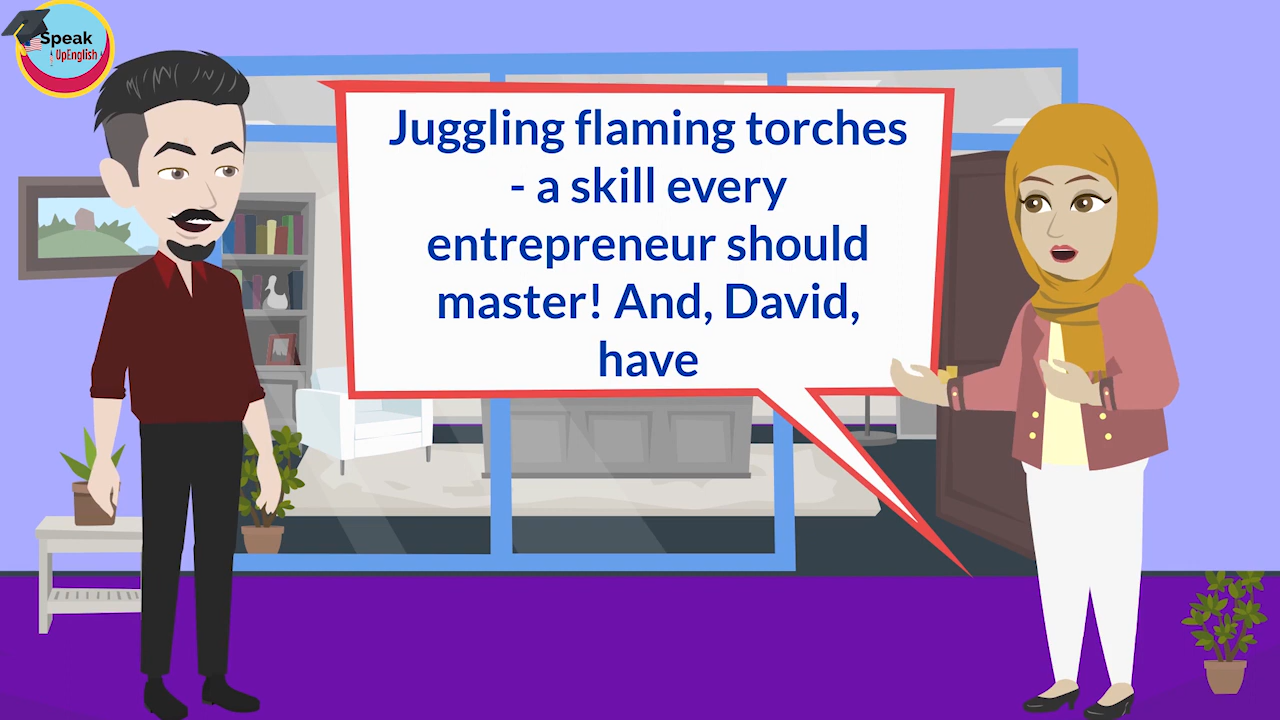 Speak
UpEnglish
Juggling flaming torches
- a skill every
entrepreneur should
master! And, David,
have